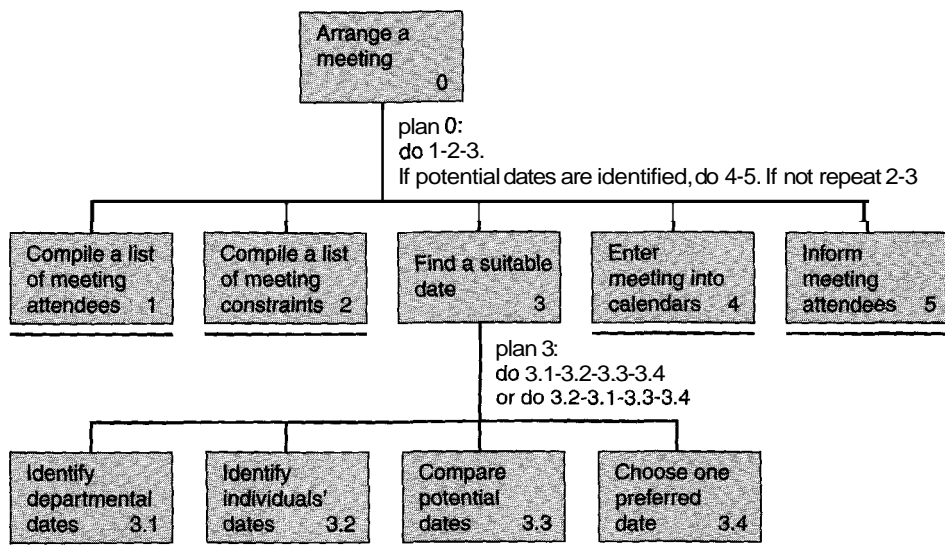 Arrange a
meeting
0
plan 0:
do 1-2-3.
If potential dates are identified, do 4-5. If not repeat 2-3
Compile a list
of meeting
attendees 1
Compile a list
of meeting
constraints 2
Find a suitable
date
3
Enter
meeting into
calendars 4
Inform
meeting
attendees 5
plan 3:
do 3.1-3.2-3.3-3.4
or do 3.2-3.1-3.3-3.4
Identify
departmental
dates 3.1
Identify
individuals'
dates 3.2
Compare
potential
dates 3.3
Choose one
preferred
date 3.4